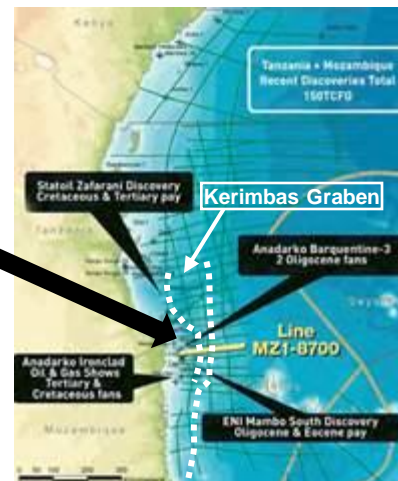 Kenya
Tanzania + Mozambique
Recent Discoveries Total
150TCFG
Statoil Zafarani Discovery
Cretaceous & Tertiary pay
Kerimbas Graben
Tanzania
Anadarko Barquentine-3
2 Oligocene fans
Line
MZ1-8700
Anadarko Ironclad
Oil & Gas Shows
Tertiary &
Cretaceous fans
ENI Mambo South Discovery
Oligocene & Eocene pay
Mozambique